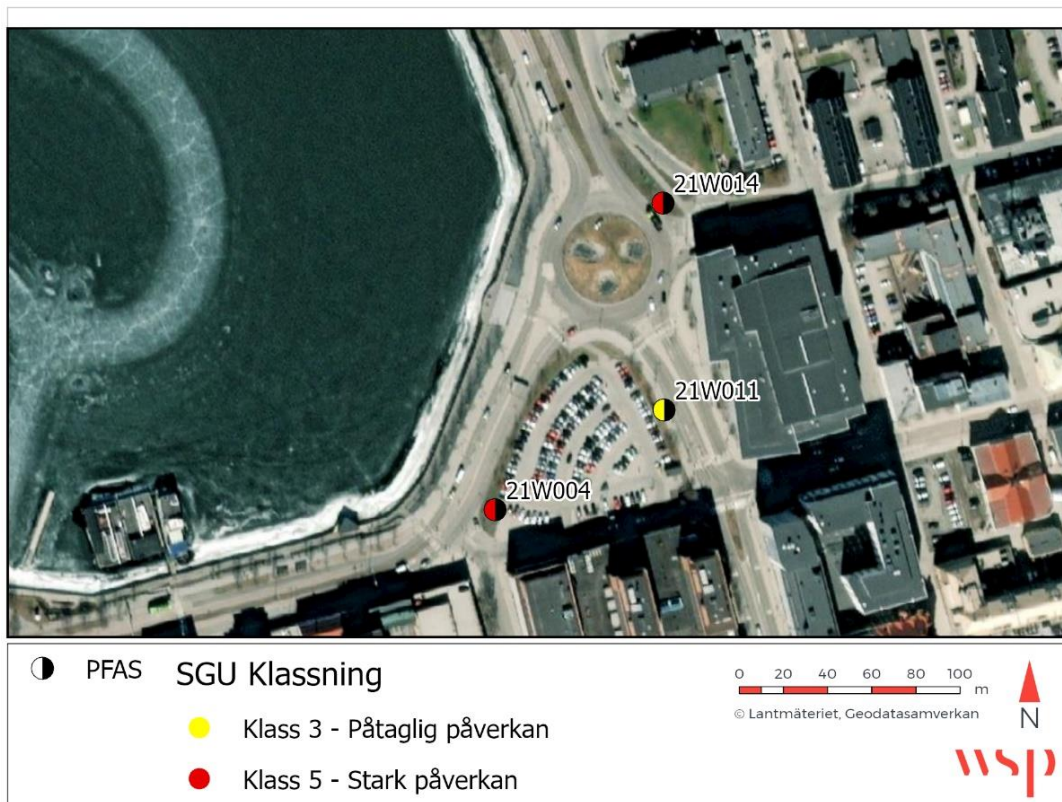 21W014
21W011
21W004
PFAS
SGU Klassning
Klass 3 - Påtaglig påverkan
Klass 5 - Stark påverkan
0 20 40 60 80 100
m
© Lantmäteriet, Geodatasamverkan
N
wsp